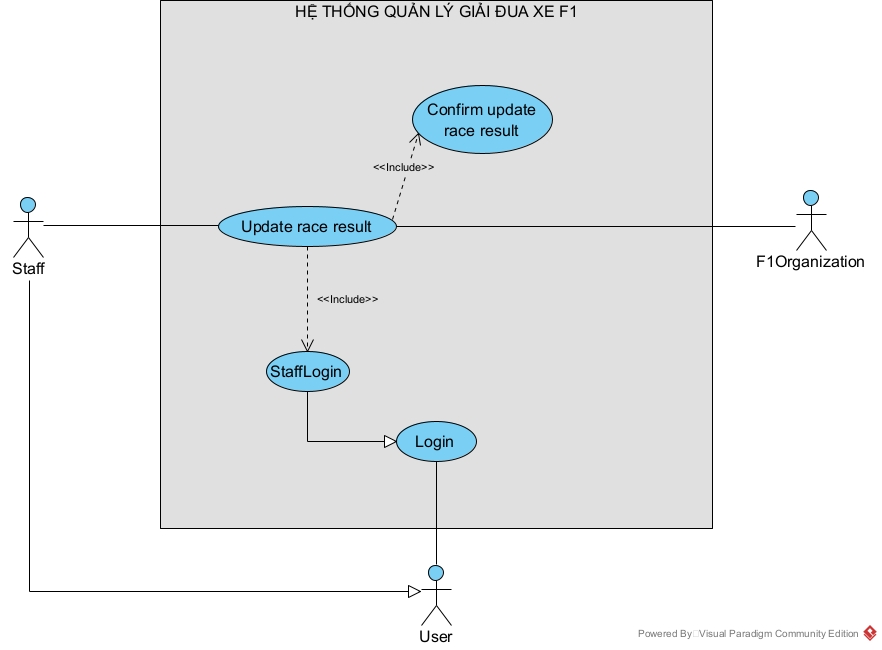 HỆ THỐNG QUẢN LÝ GIẢI ĐUA XE F1
Confirm update
race result
<<Include>>
Update race result
Staff
F1Organization
<<Include>>
StaffLogin
Login
User
Powered By Visual Paradigm Community Edition